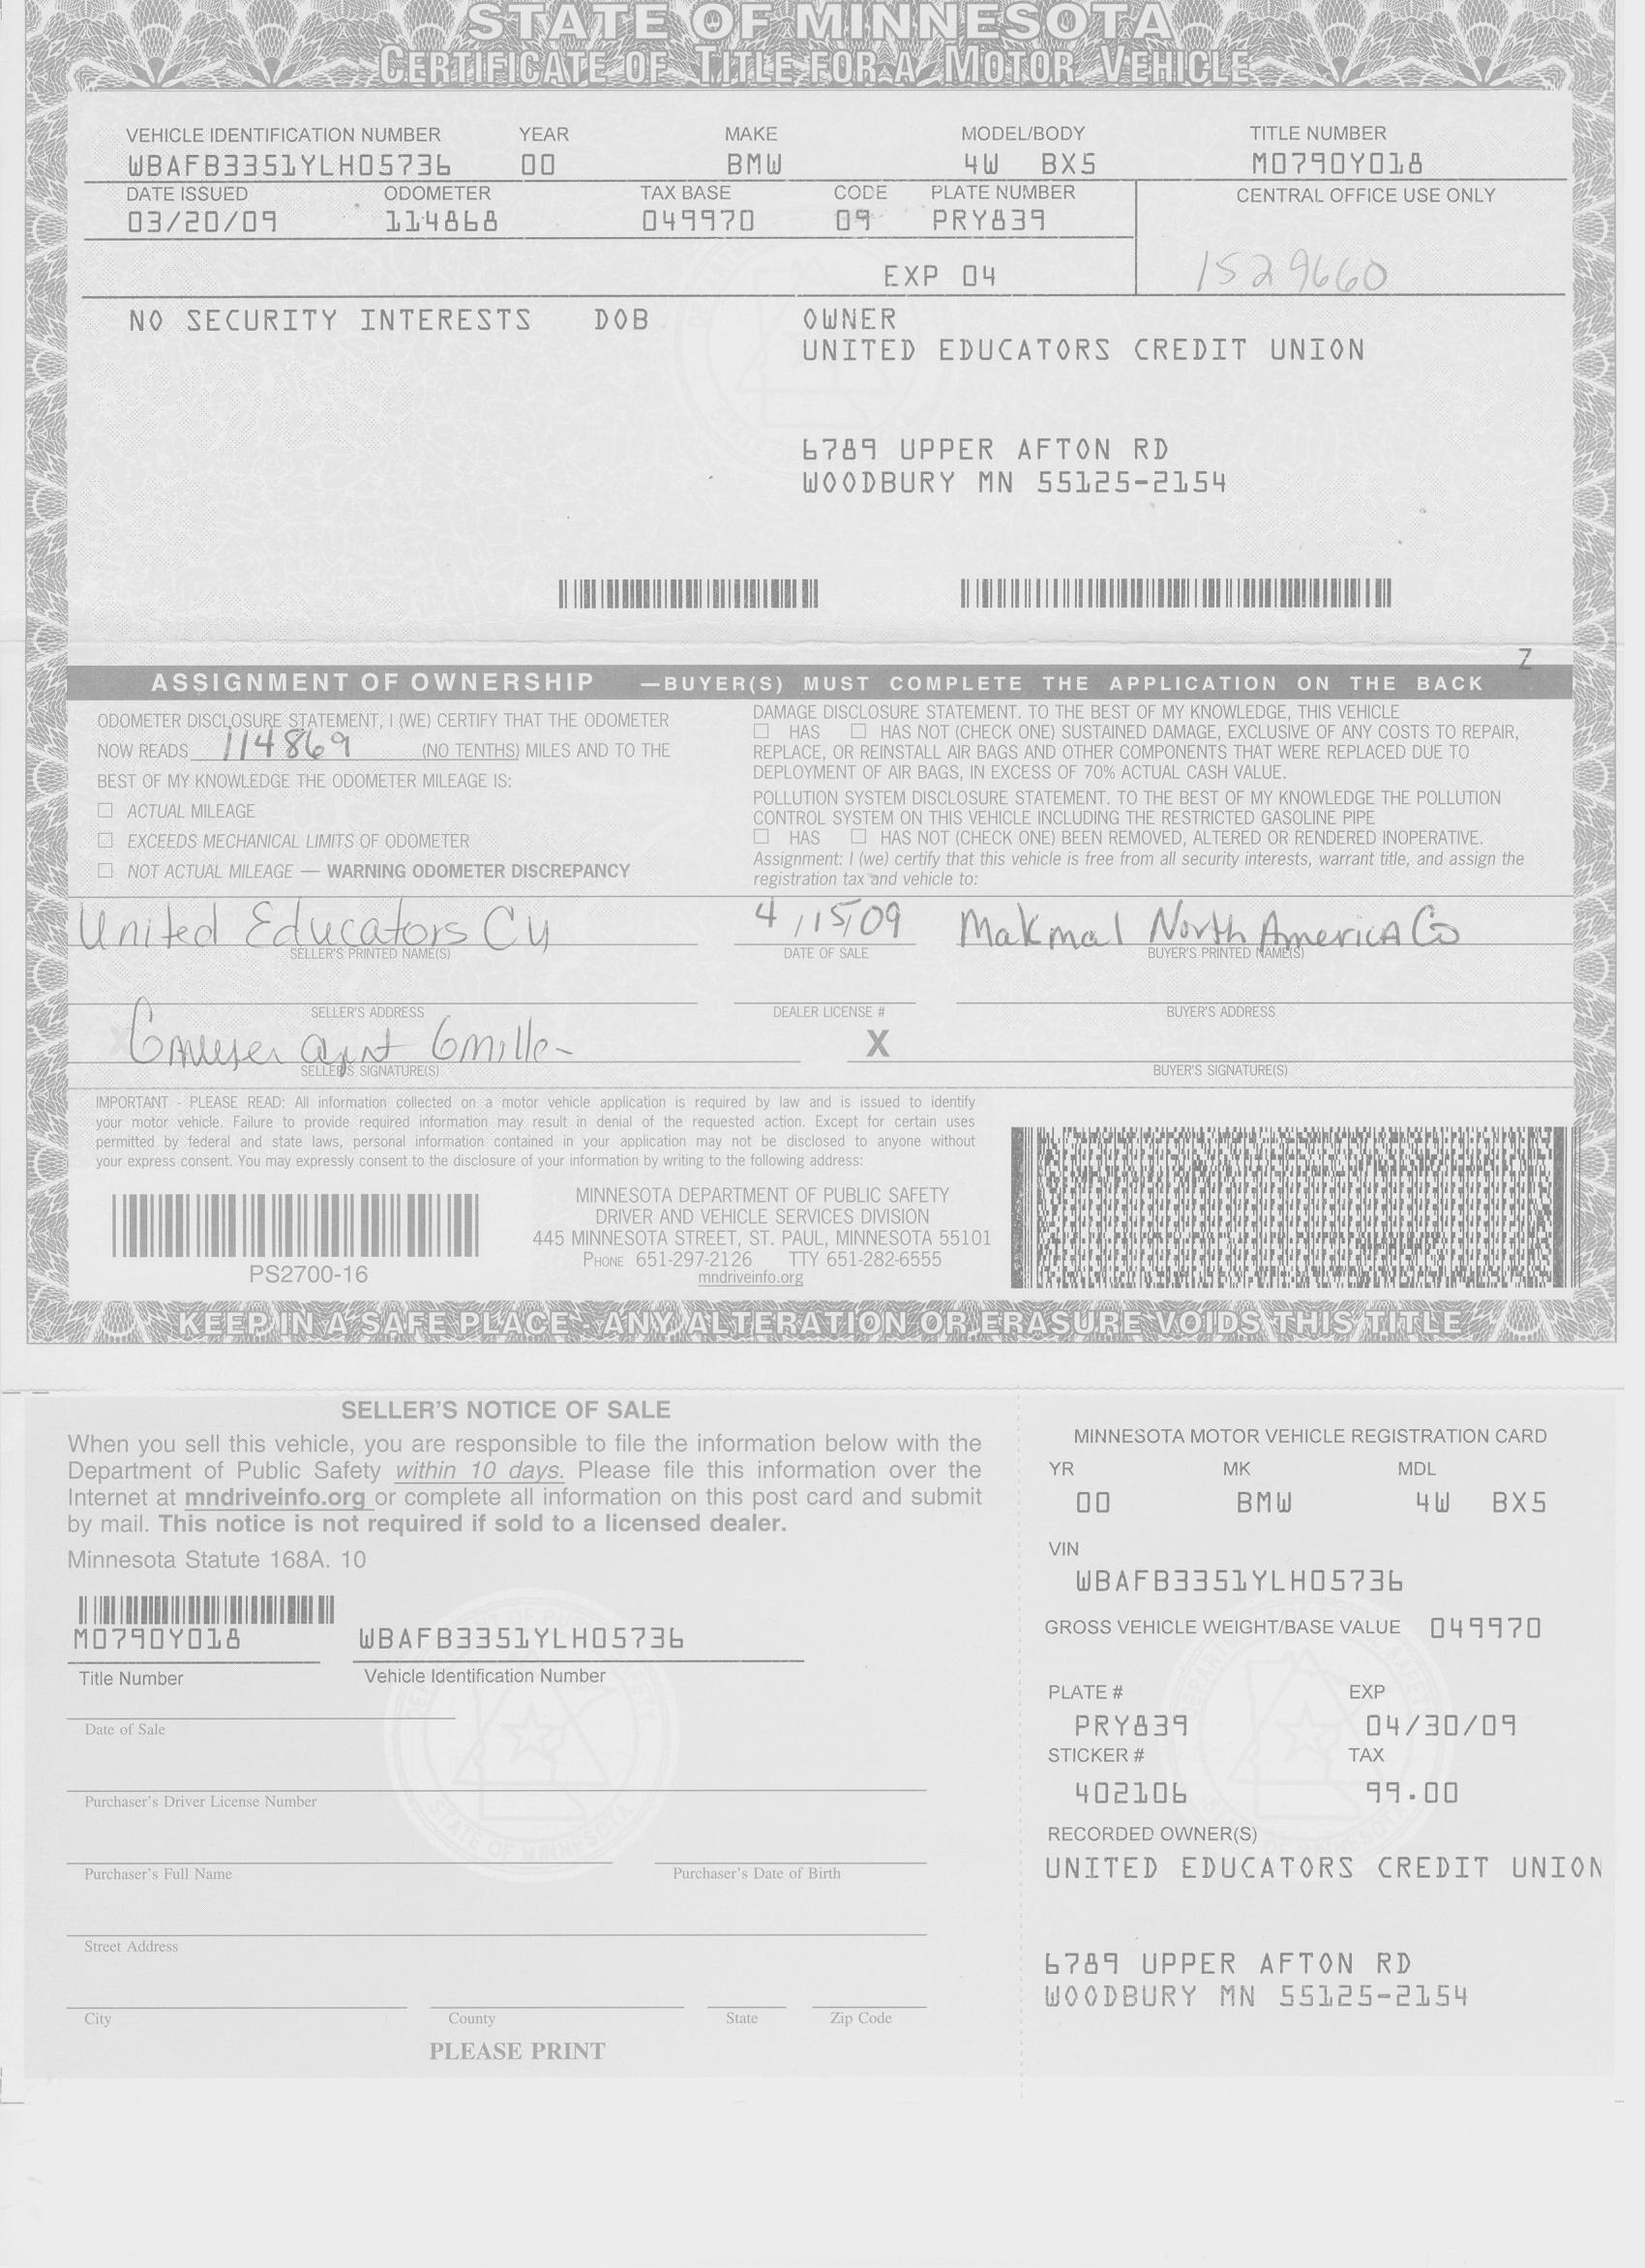 STATE OF MINNESOTA
CERTIFICATE OF TITLE FOR A MOTOR VEHICLE
VEHICLE IDENTIFICATION NUMBER YEAR MAKE MODEL/BODY TITLE NUMBER
WBAFB3351YLH05736 00 BMW 4W BX5 M0790Y018
DATE ISSUED ODOMETER TAX BASE CODE PLATE NUMBER CENTRAL OFFICE USE ONLY
03/20/09 114868 049970 09 PRY839
EXP 04 1529660
NO SECURITY INTERESTS DOB OWNER
UNITED EDUCATORS CREDIT UNION
6789 UPPER AFTON RD
WOODBURY MN 55125-2154
Z
ASSIGNMENT OF OWNERSHIP —BUYER(S) MUST COMPLETE THE APPLICATION ON THE BACK
ODOMETER DISCLOSURE STATEMENT, I (WE) CERTIFY THAT THE ODOMETER
NOW READS 114869 (NO TENTHS) MILES AND TO THE
BEST OF MY KNOWLEDGE THE ODOMETER MILEAGE IS:
☐ ACTUAL MILEAGE
☐ EXCEEDS MECHANICAL LIMITS OF ODOMETER
☐ NOT ACTUAL MILEAGE — WARNING ODOMETER DISCREPANCY
DAMAGE DISCLOSURE STATEMENT. TO THE BEST OF MY KNOWLEDGE, THIS VEHICLE
☐ HAS ☐ HAS NOT (CHECK ONE) SUSTAINED DAMAGE, EXCLUSIVE OF ANY COSTS TO REPAIR,
REPLACE, OR REINSTALL AIR BAGS AND OTHER COMPONENTS THAT WERE REPLACED DUE TO
DEPLOYMENT OF AIR BAGS, IN EXCESS OF 70% ACTUAL CASH VALUE.
POLLUTION SYSTEM DISCLOSURE STATEMENT. TO THE BEST OF MY KNOWLEDGE THE POLLUTION
CONTROL SYSTEM ON THIS VEHICLE INCLUDING THE RESTRICTED GASOLINE PIPE
☐ HAS ☐ HAS NOT (CHECK ONE) BEEN REMOVED, ALTERED OR RENDERED INOPERATIVE.
Assignment: I (we) certify that this vehicle is free from all security interests, warrant title, and assign the
registration tax and vehicle to:
United Educators CU 4/15/09 Makmal North America Co
SELLER'S PRINTED NAME(S) DATE OF SALE BUYER'S PRINTED NAME(S)
SELLER'S ADDRESS DEALER LICENSE # BUYER'S ADDRESS
X X
SELLER'S SIGNATURE(S) BUYER'S SIGNATURE(S)
IMPORTANT - PLEASE READ: All information collected on a motor vehicle application is required by law and is issued to identify
your motor vehicle. Failure to provide required information may result in denial of the requested action. Except for certain uses
permitted by federal and state laws, personal information contained in your application may not be disclosed to anyone without
your express consent. You may expressly consent to the disclosure of your information by writing to the following address:
MINNESOTA DEPARTMENT OF PUBLIC SAFETY
DRIVER AND VEHICLE SERVICES DIVISION
445 MINNESOTA STREET, ST. PAUL, MINNESOTA 55101
PHONE 651-297-2126 TTY 651-282-6555
mndriveinfo.org
PS2700-16
KEEP IN A SAFE PLACE - ANY ALTERATION OR ERASURE VOIDS THIS TITLE
SELLER'S NOTICE OF SALE
When you sell this vehicle, you are responsible to file the information below with the
Department of Public Safety within 10 days. Please file this information over the
Internet at mndriveinfo.org or complete all information on this post card and submit
by mail. This notice is not required if sold to a licensed dealer.
Minnesota Statute 168A. 10
M0790Y018 WBAFB3351YLH05736
Title Number Vehicle Identification Number
Date of Sale
Purchaser's Driver License Number
Purchaser's Full Name Purchaser's Date of Birth
Street Address
City County State Zip Code
PLEASE PRINT
MINNESOTA MOTOR VEHICLE REGISTRATION CARD
YR MK MDL
00 BMW 4W BX5
VIN
WBAFB3351YLH05736
GROSS VEHICLE WEIGHT/BASE VALUE 049970
PLATE # EXP
PRY839 04/30/09
STICKER # TAX
402106 99.00
RECORDED OWNER(S)
UNITED EDUCATORS CREDIT UNION
6789 UPPER AFTON RD
WOODBURY MN 55125-2154